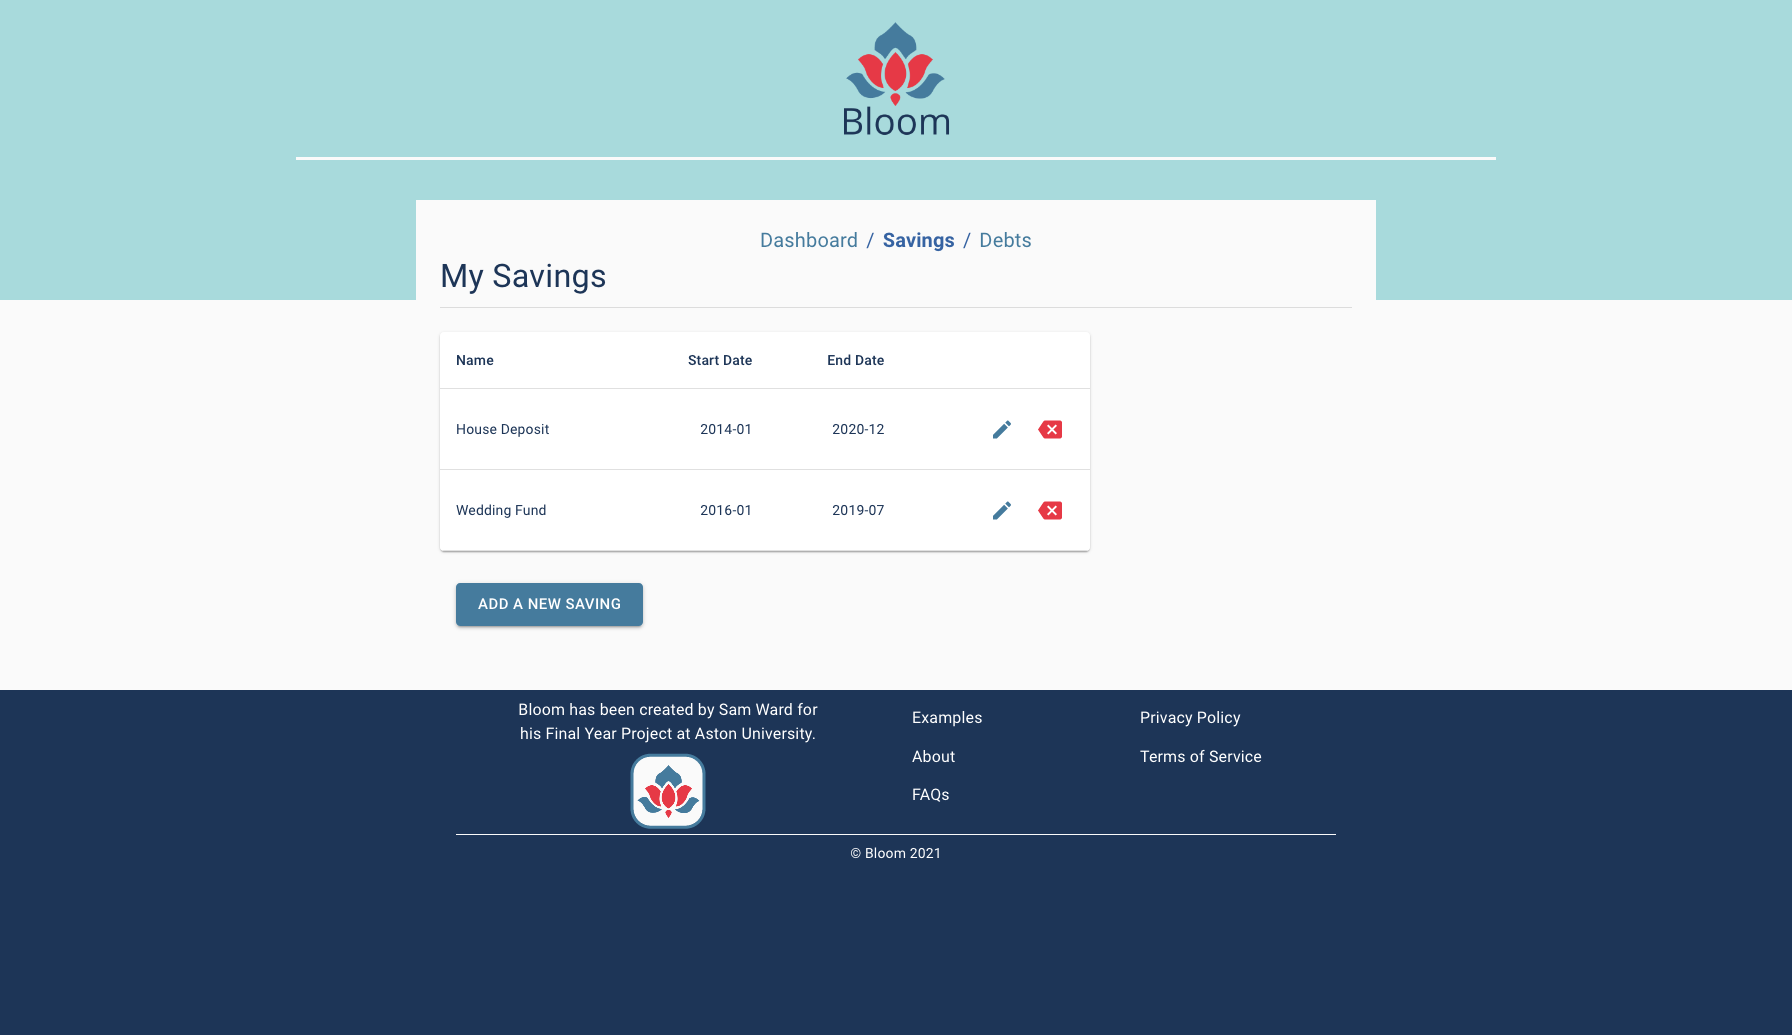 Bloom
Dashboard / Savings / Debts
My Savings
Name Start Date End Date
House Deposit 2014-01 2020-12
Wedding Fund 2016-01 2019-07
ADD A NEW SAVING
Bloom has been created by Sam Ward for
his Final Year Project at Aston University.
Examples
About
FAQs
Privacy Policy
Terms of Service
© Bloom 2021